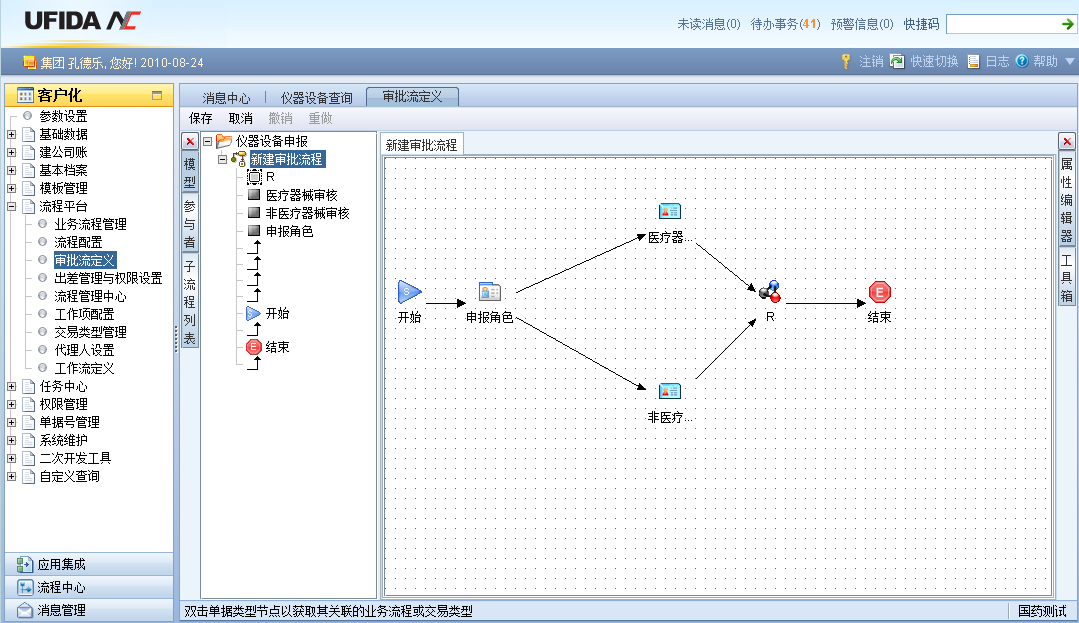 UFIDA NC
未读消息(0) 待办事务(41) 预警信息(0) 快捷码
集团 孔德乐, 您好! 2010-08-24
注销 快速切换 日志 帮助
客户化
参数设置
基础数据
建公司账
基本档案
模板管理
流程平台
业务流程管理
流程配置
审批流定义
出差管理与权限设置
流程管理中心
工作项配置
交易类型管理
代理人设置
工作流定义
任务中心
权限管理
单据号管理
系统维护
二次开发工具
自定义查询
应用集成
流程中心
消息管理
消息中心 仪器设备查询 审批流定义
保存 取消 撤销 重做
模型
参与者
子流程列表
仪器设备申报
新建审批流程
R
医疗器械审核
非医疗器械审核
申报角色
开始
结束
新建审批流程
医疗器...
S
开始
申报角色
R
E
结束
非医疗...
属性编辑器
工具箱
双击单据类型节点以获取其关联的业务流程或交易类型
国药测试